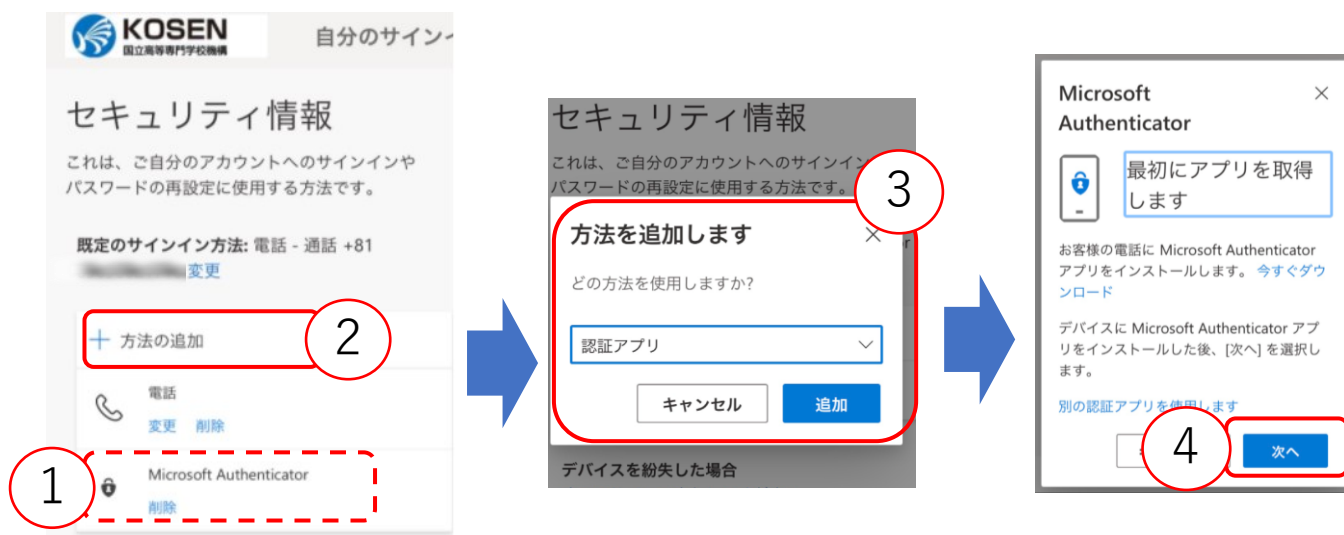 KOSEN
国立高等専門学校機構
自分のサインイ
セキュリティ情報
これは、ご自分のアカウントへのサインインや
パスワードの再設定に使用する方法です。
既定のサインイン方法: 電話 - 通話 +81
変更
2
方法の追加
電話
変更 削除
1
Microsoft Authenticator
削除
セキュリティ情報
これは、ご自分のアカウントへのサインイン
パスワードの再設定に使用する方法です。
3
方法を追加します
どの方法を使用しますか?
認証アプリ
キャンセル 追加
デバイスを紛失した場合
Microsoft
Authenticator
最初にアプリを取得
します
お客様の電話に Microsoft Authenticator
アプリをインストールします。 今すぐダウ
ンロード
デバイスに Microsoft Authenticator アプ
リをインストールした後、[次へ] を選択し
ます。
別の認証アプリを使用します
4
次へ